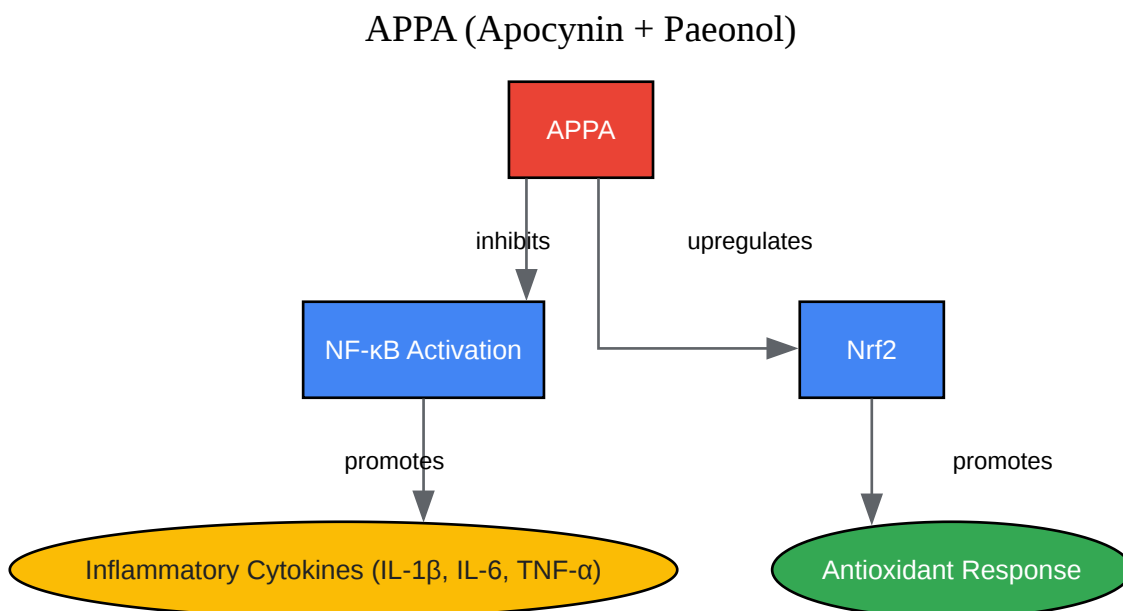 APPA (Apocynin + Paeonol)
APPA
inhibits
upregulates
NF-κB Activation
Nrf2
promotes
promotes
Inflammatory Cytokines (IL-1β, IL-6, TNF-α)
Antioxidant Response